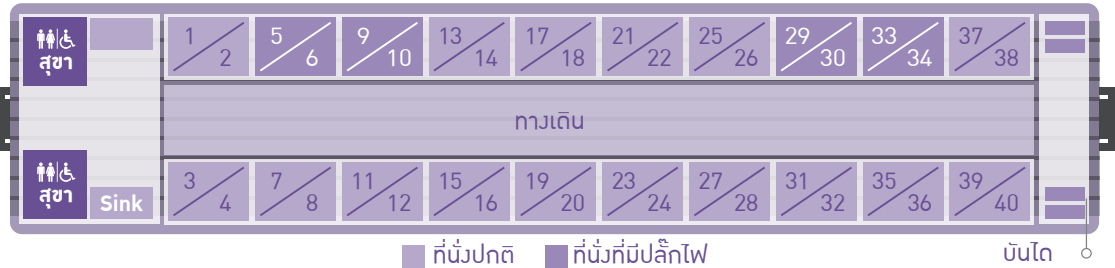 สุขา
1 2 5 6 9 10 13 14 17 18 21 22 25 26 29 30 33 34 37 38
ทางเดิน
สุขา
Sink
3 4 7 8 11 12 15 16 19 20 23 24 27 28 31 32 35 36 39 40
ที่นั่งปกติ ที่นั่งที่มีปลั๊กไฟ บันได